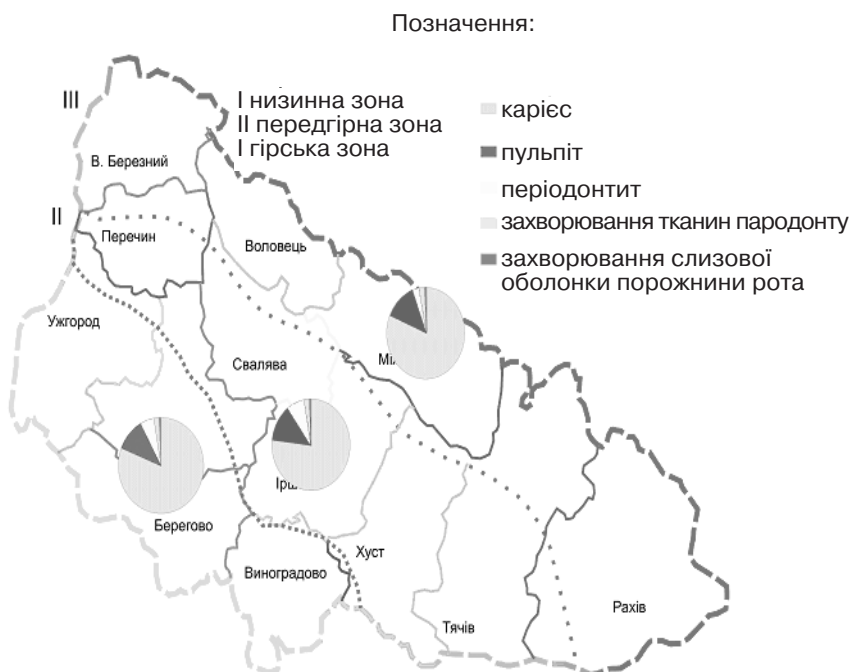 Позначення:
III
I низинна зона
II передгірна зона
I гірська зона
карієс
пульпіт
періодонтит
захворювання тканин пародонту
захворювання слизової
оболонки порожнини рота
В. Березний
II
Перечин
Воловець
Ужгород
Свалява
Берегово
Виноградово
Хуст
Тячів
Рахів